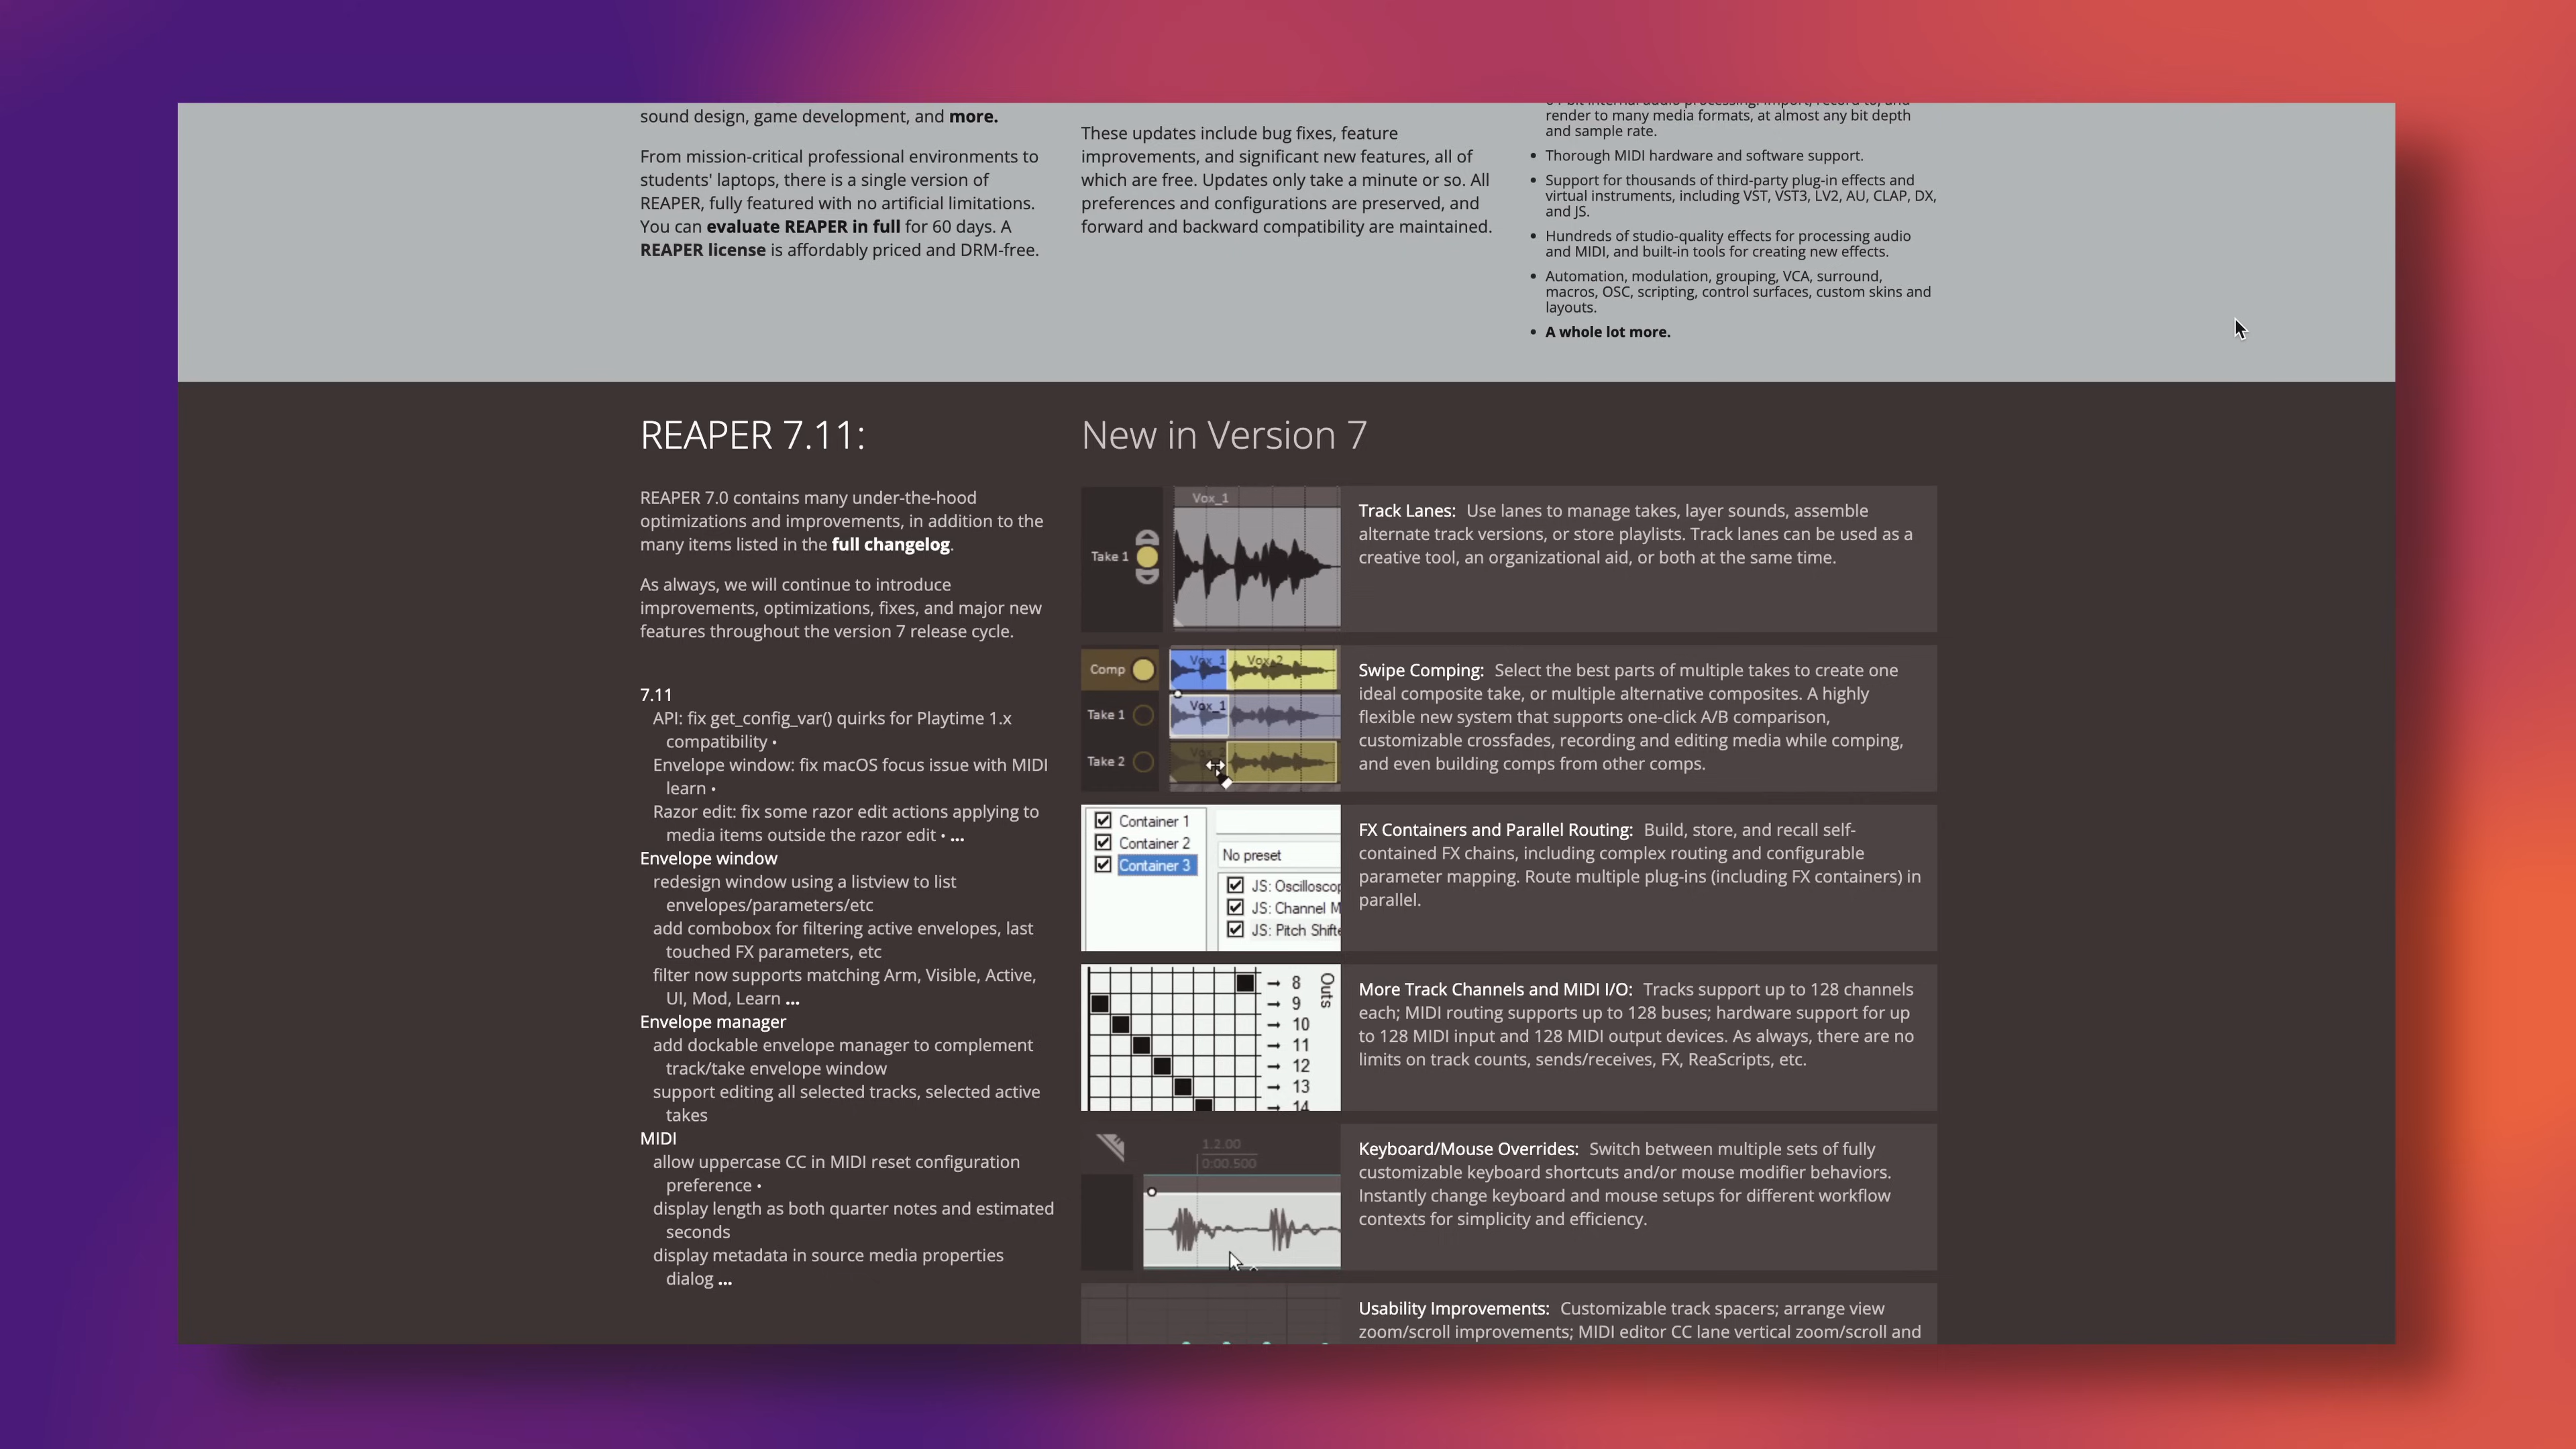 sound design, game development, and more.
From mission-critical professional environments to
students' laptops, there is a single version of
REAPER, fully featured with no artificial limitations.
You can evaluate REAPER in full for 60 days. A
REAPER license is affordably priced and DRM-free.
These updates include bug fixes, feature
improvements, and significant new features, all of
which are free. Updates only take a minute or so. All
preferences and configurations are preserved, and
forward and backward compatibility are maintained.
64-bit internal audio processing. Import, record to, and
render to many media formats, at almost any bit depth
and sample rate.
• Thorough MIDI hardware and software support.
• Support for thousands of third-party plug-in effects and
virtual instruments, including VST, VST3, LV2, AU, CLAP, DX,
and JS.
• Hundreds of studio-quality effects for processing audio
and MIDI, and built-in tools for creating new effects.
• Automation, modulation, grouping, VCA, surround,
macros, OSC, scripting, control surfaces, custom skins and
layouts.
• A whole lot more.
REAPER 7.11:
REAPER 7.0 contains many under-the-hood
optimizations and improvements, in addition to the
many items listed in the full changelog.
As always, we will continue to introduce
improvements, optimizations, fixes, and major new
features throughout the version 7 release cycle.
7.11
API: fix get_config_var() quirks for Playtime 1.x
compatibility •
Envelope window: fix macOS focus issue with MIDI
learn •
Razor edit: fix some razor edit actions applying to
media items outside the razor edit • ...
Envelope window
redesign window using a listview to list
envelopes/parameters/etc
add combobox for filtering active envelopes, last
touched FX parameters, etc
filter now supports matching Arm, Visible, Active,
UI, Mod, Learn ...
Envelope manager
add dockable envelope manager to complement
track/take envelope window
support editing all selected tracks, selected active
takes
MIDI
allow uppercase CC in MIDI reset configuration
preference •
display length as both quarter notes and estimated
seconds
display metadata in source media properties
dialog ...
New in Version 7
Vox_1
Take 1
Track Lanes: Use lanes to manage takes, layer sounds, assemble
alternate track versions, or store playlists. Track lanes can be used as a
creative tool, an organizational aid, or both at the same time.
Comp
Vox_1
Vox_2
Take 1
Vox_1
Take 2
Swipe Comping: Select the best parts of multiple takes to create one
ideal composite take, or multiple alternative composites. A highly
flexible new system that supports one-click A/B comparison,
customizable crossfades, recording and editing media while comping,
and even building comps from other comps.
Container 1
Container 2
Container 3
No preset
JS: Oscilloscop
JS: Channel M
JS: Pitch Shifte
FX Containers and Parallel Routing: Build, store, and recall self-
contained FX chains, including complex routing and configurable
parameter mapping. Route multiple plug-ins (including FX containers) in
parallel.
→ 8
→ 9
→ 10
→ 11
→ 12
→ 13
→ 14
Outs
More Track Channels and MIDI I/O: Tracks support up to 128 channels
each; MIDI routing supports up to 128 buses; hardware support for up
to 128 MIDI input and 128 MIDI output devices. As always, there are no
limits on track counts, sends/receives, FX, ReaScripts, etc.
1.2.00
0:00.500
Keyboard/Mouse Overrides: Switch between multiple sets of fully
customizable keyboard shortcuts and/or mouse modifier behaviors.
Instantly change keyboard and mouse setups for different workflow
contexts for simplicity and efficiency.
Usability Improvements: Customizable track spacers; arrange view
zoom/scroll improvements; MIDI editor CC lane vertical zoom/scroll and